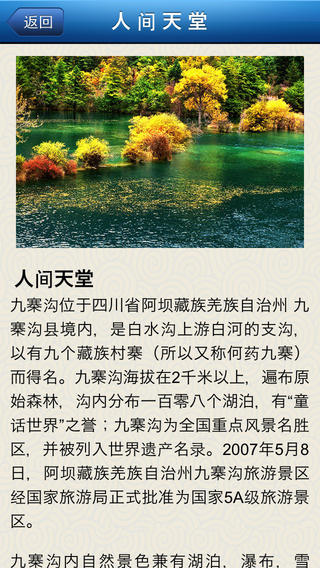 返回
人间天堂
人间天堂
九寨沟位于四川省阿坝藏族羌族自治州 九
寨沟县境内，是白水沟上游白河的支沟，
以有九个藏族村寨（所以又称何药九寨）
而得名。九寨沟海拔在2千米以上，遍布原
始森林，沟内分布一百零八个湖泊，有“童
话世界”之誉；九寨沟为全国重点风景名胜
区，并被列入世界遗产名录。2007年5月8
日，阿坝藏族羌族自治州九寨沟旅游景区
经国家旅游局正式批准为国家5A级旅游景
区。
九寨沟内自然景色兼有湖泊，瀑布，雪